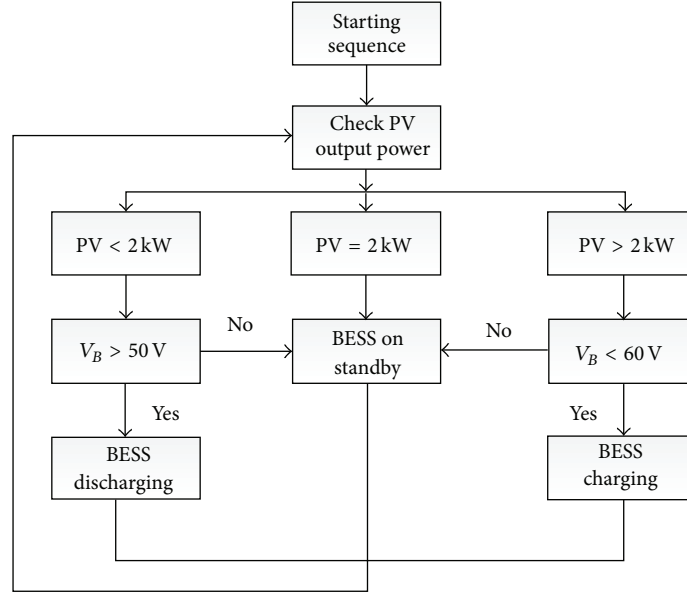 Starting
sequence
Check PV
output power
PV < 2 kW
PV = 2 kW
PV > 2 kW
V_B > 50 V
No
BESS on
standby
No
V_B < 60 V
Yes
Yes
BESS
discharging
BESS
charging